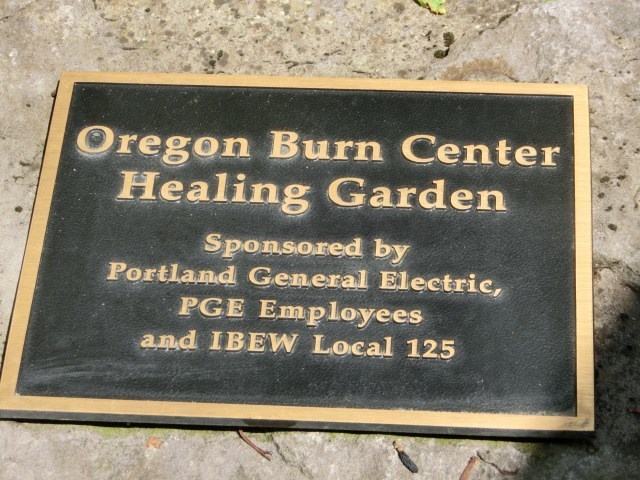 Oregon Burn Center
Healing Garden
Sponsored by
Portland General Electric,
PGE Employees
and IBEW Local 125